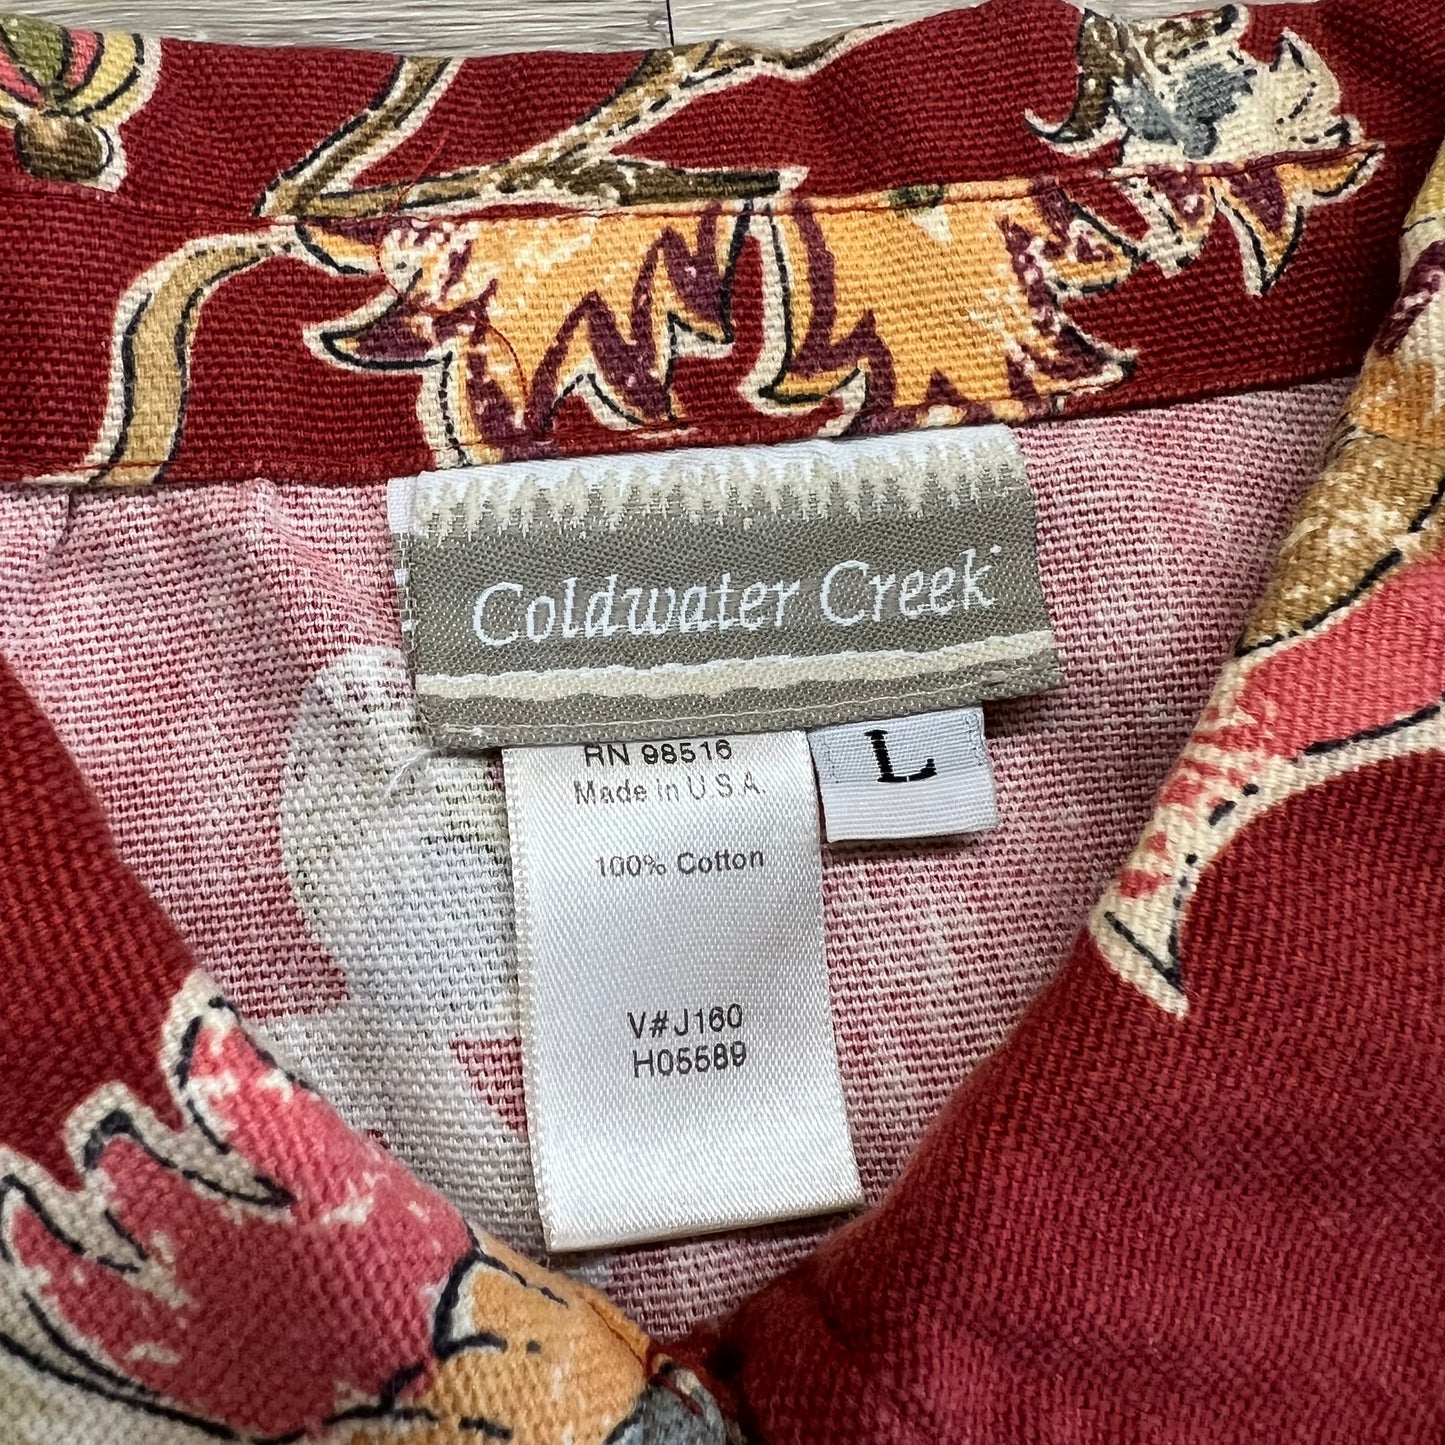 Coldwater Creek
RN 98516
Made in U.S.A.
L
100% Cotton
V#J160
H05589